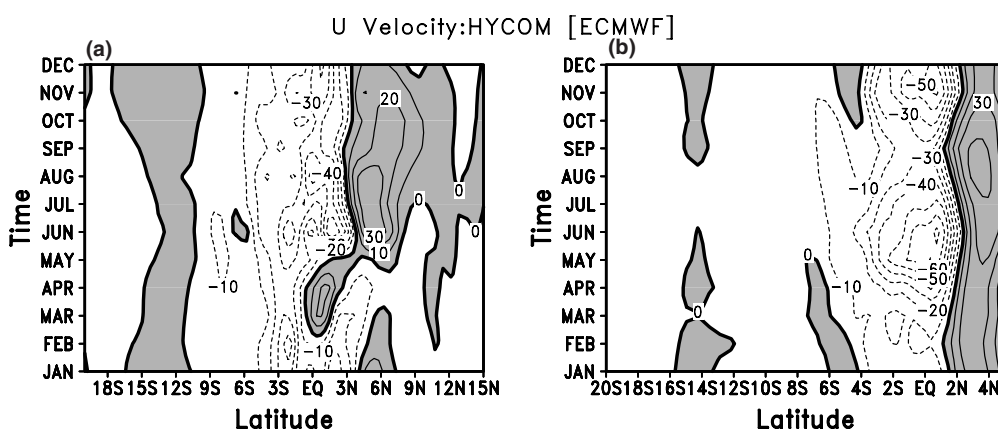 U Velocity:HYCOM [ECMWF]
(a)
(b)
DEC
NOV
OCT
SEP
AUG
JUL
JUN
MAY
APR
MAR
FEB
JAN
Time
18S 15S 12S 9S 6S 3S EQ 3N 6N 9N 12N 15N
Latitude
-30
20
-40
0
0
0
30
-20
10
-10
-10
DEC
NOV
OCT
SEP
AUG
JUL
JUN
MAY
APR
MAR
FEB
JAN
Time
20S 18S 16S 14S 12S 10S 8S 6S 4S EQ 2N 4N
Latitude
-50
30
-30
-30
-40
-10
0
-60
-50
-10
-20
0